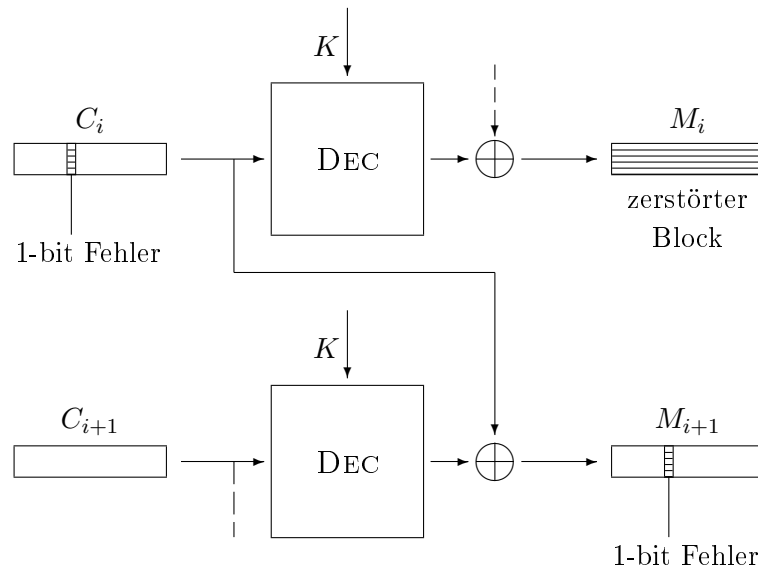 K
C_i
DEC
M_i
zerstörter
Block
1-bit Fehler
K
C_{i+1}
DEC
M_{i+1}
1-bit Fehler